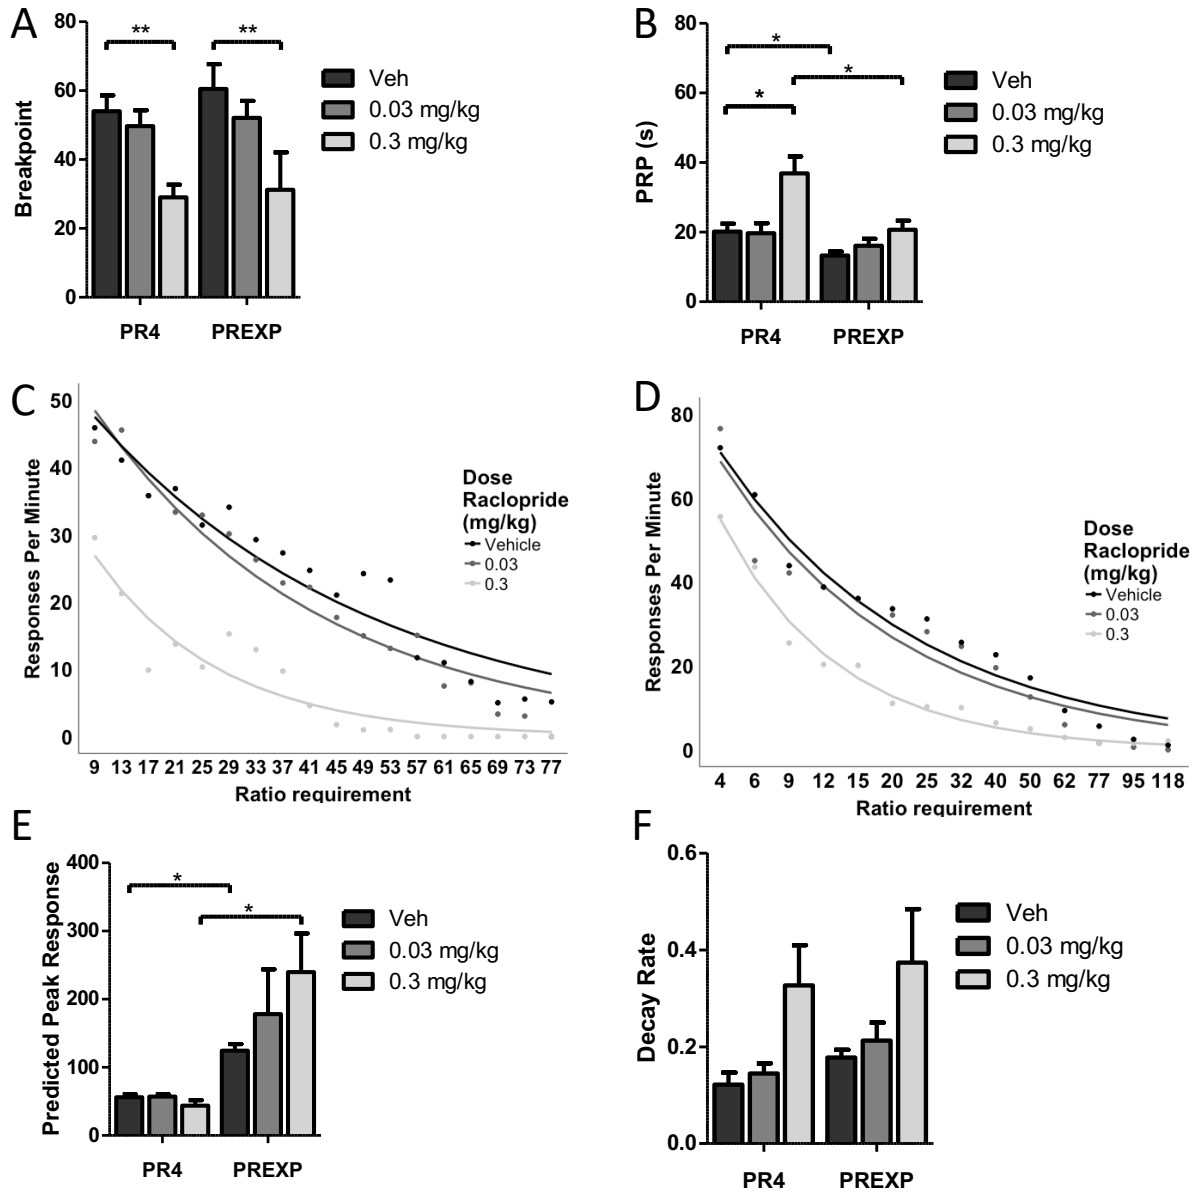 A
80
60
40
20
0
Breakpoint
**
**
PR4
PREXP
Veh
0.03 mg/kg
0.3 mg/kg
B
80
60
40
20
0
PRP (s)
*
*
*
PR4
PREXP
Veh
0.03 mg/kg
0.3 mg/kg
C
50
40
30
20
10
0
Responses Per Minute
9 13 17 21 25 29 33 37 41 45 49 53 57 61 65 69 73 77
Ratio requirement
Dose
Raclopride
(mg/kg)
Vehicle
0.03
0.3
D
80
60
40
20
0
Responses Per Minute
4 6 9 12 15 20 25 32 40 50 62 77 95 118
Ratio requirement
Dose
Raclopride
(mg/kg)
Vehicle
0.03
0.3
E
400
300
200
100
0
Predicted Peak Response
*
*
PR4
PREXP
Veh
0.03 mg/kg
0.3 mg/kg
F
0.6
0.4
0.2
0.0
Decay Rate
PR4
PREXP
Veh
0.03 mg/kg
0.3 mg/kg